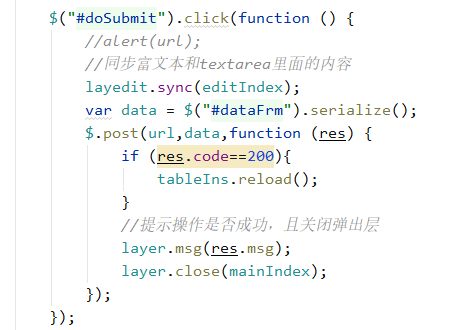 $("#doSubmit").click(function () {
//alert(url);
//同步富文本和textarea里面的内容
layedit.sync(editIndex);
var data = $("#dataFrm").serialize();
$.post(url,data,function (res) {
if (res.code==200){
tableIns.reload();
}
//提示操作是否成功，且关闭弹出层
layer.msg(res.msg);
layer.close(mainIndex);
});
});